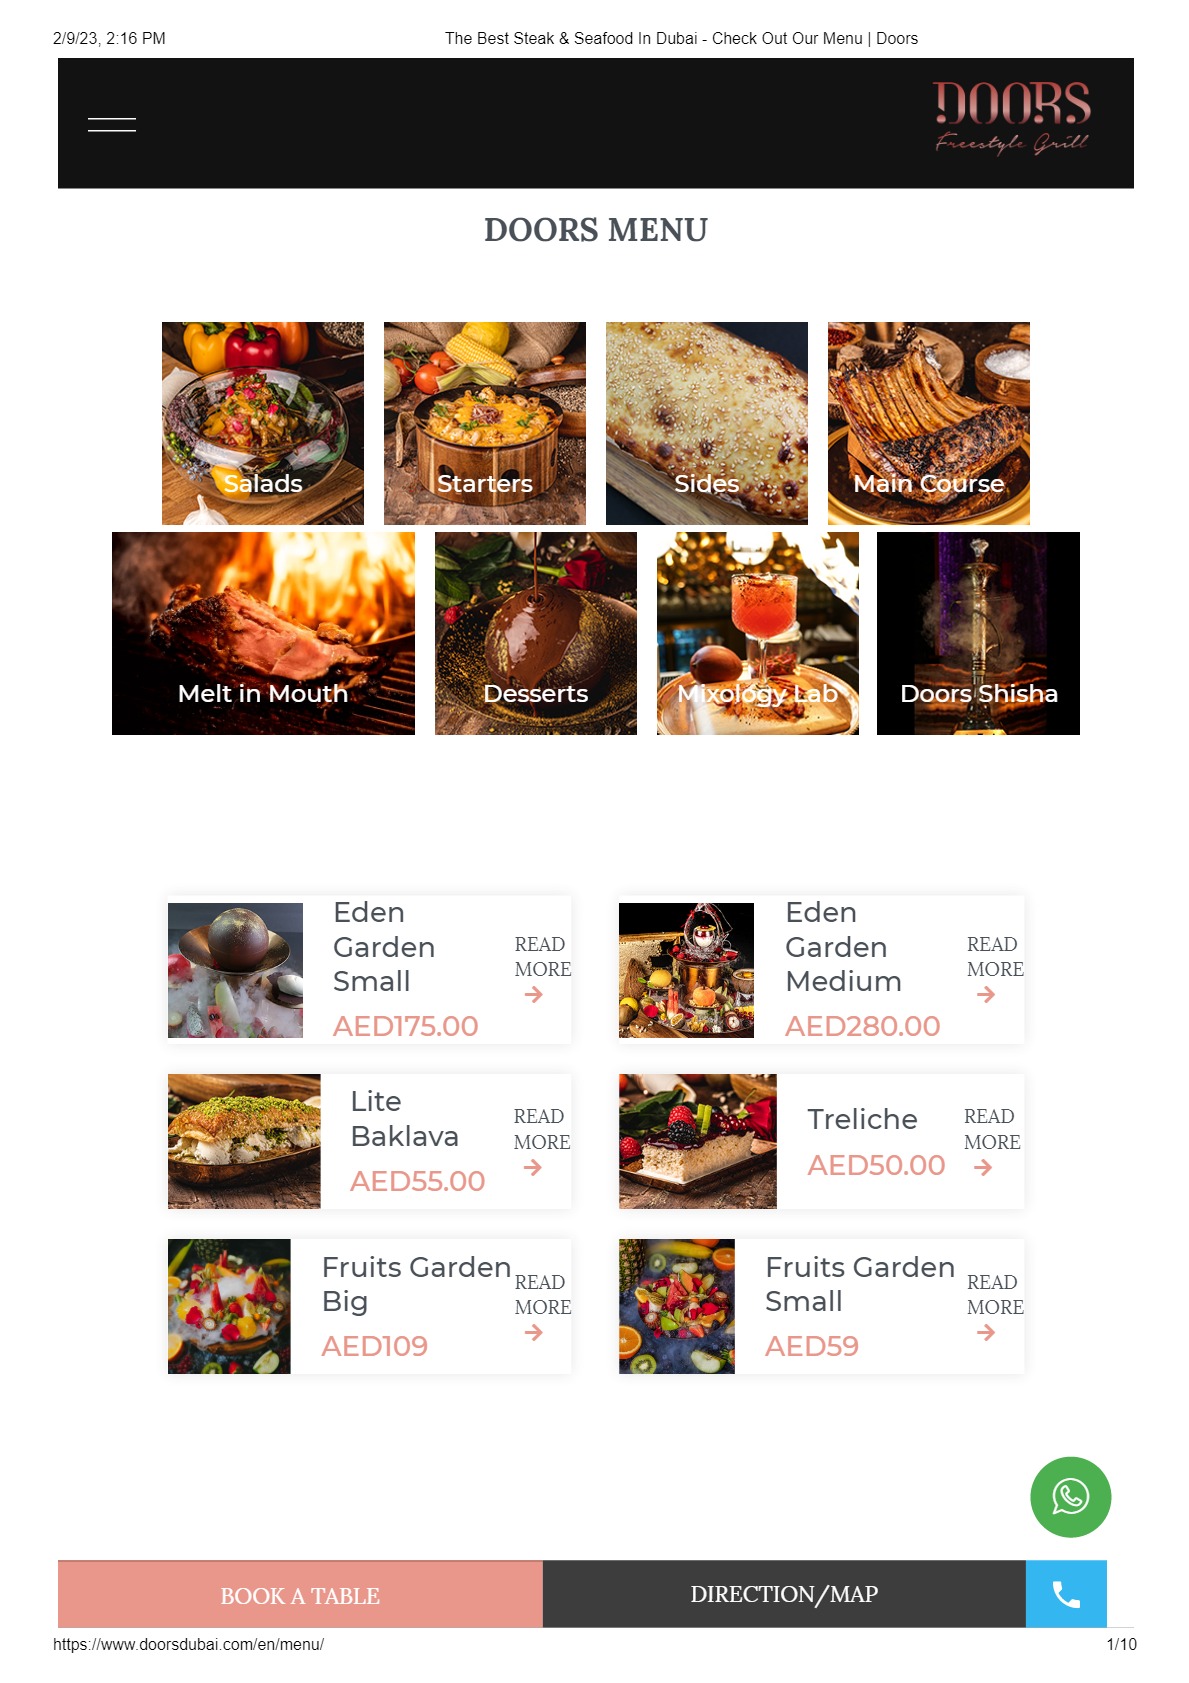 2/9/23, 2:16 PM
The Best Steak & Seafood In Dubai - Check Out Our Menu | Doors
DOORS
Freestyle Grill
DOORS MENU
Salads
Starters
Sides
Main Course
Melt in Mouth
Desserts
Mixology Lab
Doors Shisha
Eden
Garden
Small
AED175.00
READ
MORE
Eden
Garden
Medium
AED280.00
READ
MORE
Lite
Baklava
AED55.00
READ
MORE
Treliche
AED50.00
READ
MORE
Fruits Garden
Big
AED109
READ
MORE
Fruits Garden
Small
AED59
READ
MORE
BOOK A TABLE
DIRECTION/MAP
https://www.doorsdubai.com/en/menu/
1/10